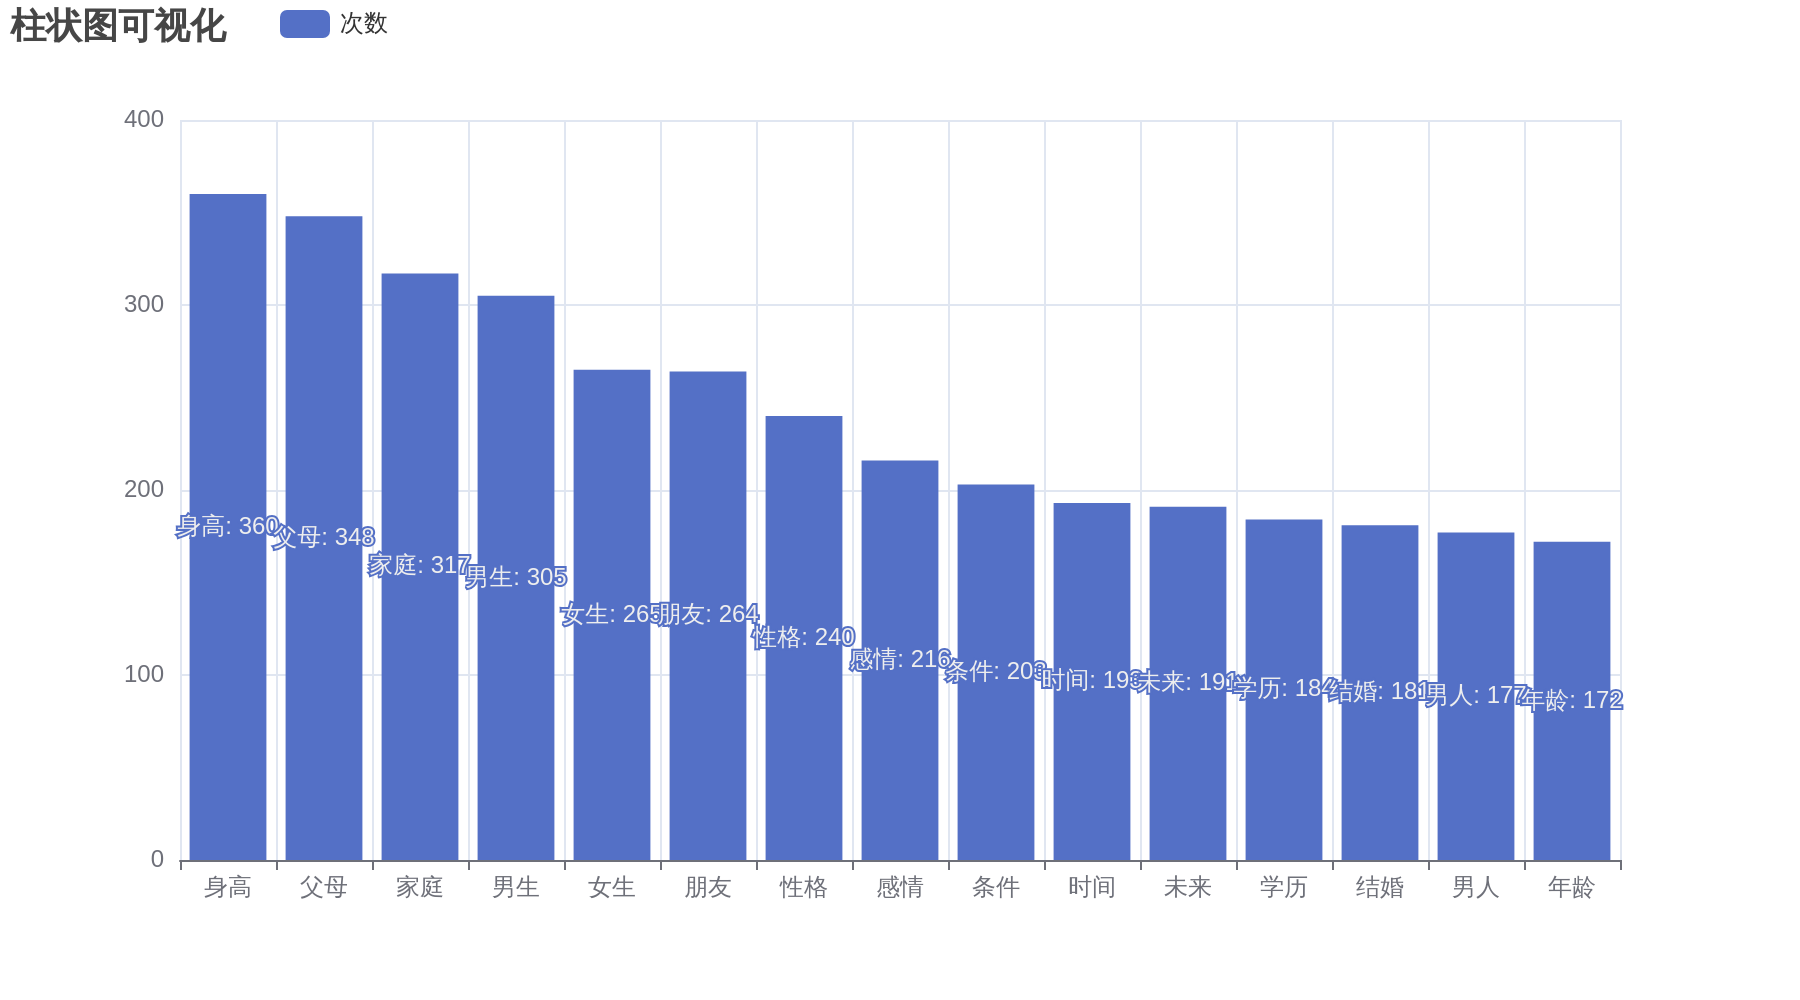 柱状图可视化
次数
400
300
200
100
0
身高: 360
父母: 348
家庭: 317
男生: 305
女生: 265
朋友: 264
性格: 240
感情: 216
条件: 203
时间: 193
未来: 191
学历: 184
结婚: 181
男人: 177
年龄: 172
身高 父母 家庭 男生 女生 朋友 性格 感情 条件 时间 未来 学历 结婚 男人 年龄